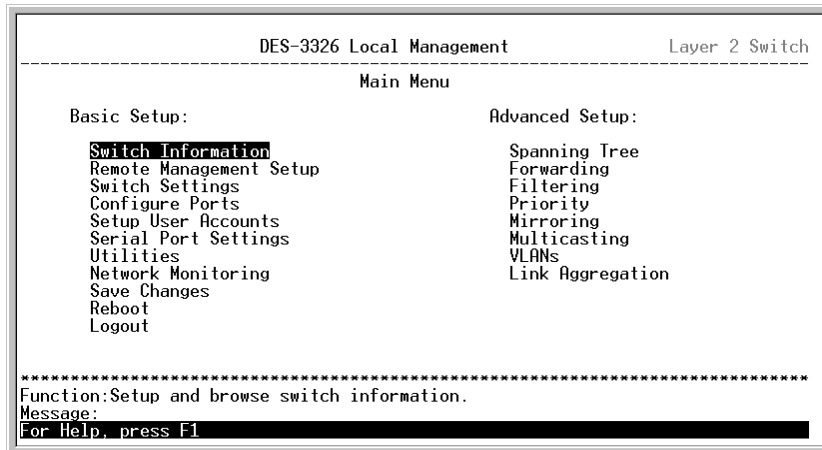 DES-3326 Local Management Layer 2 Switch
--------------------------------------------------------------------------------
Main Menu
Basic Setup: Advanced Setup:
Switch Information Spanning Tree
Remote Management Setup Forwarding
Switch Settings Filtering
Configure Ports Priority
Setup User Accounts Mirroring
Serial Port Settings Multicasting
Utilities VLANs
Network Monitoring Link Aggregation
Save Changes
Reboot
Logout
********************************************************************************
Function:Setup and browse switch information.
Message:
For Help, press F1